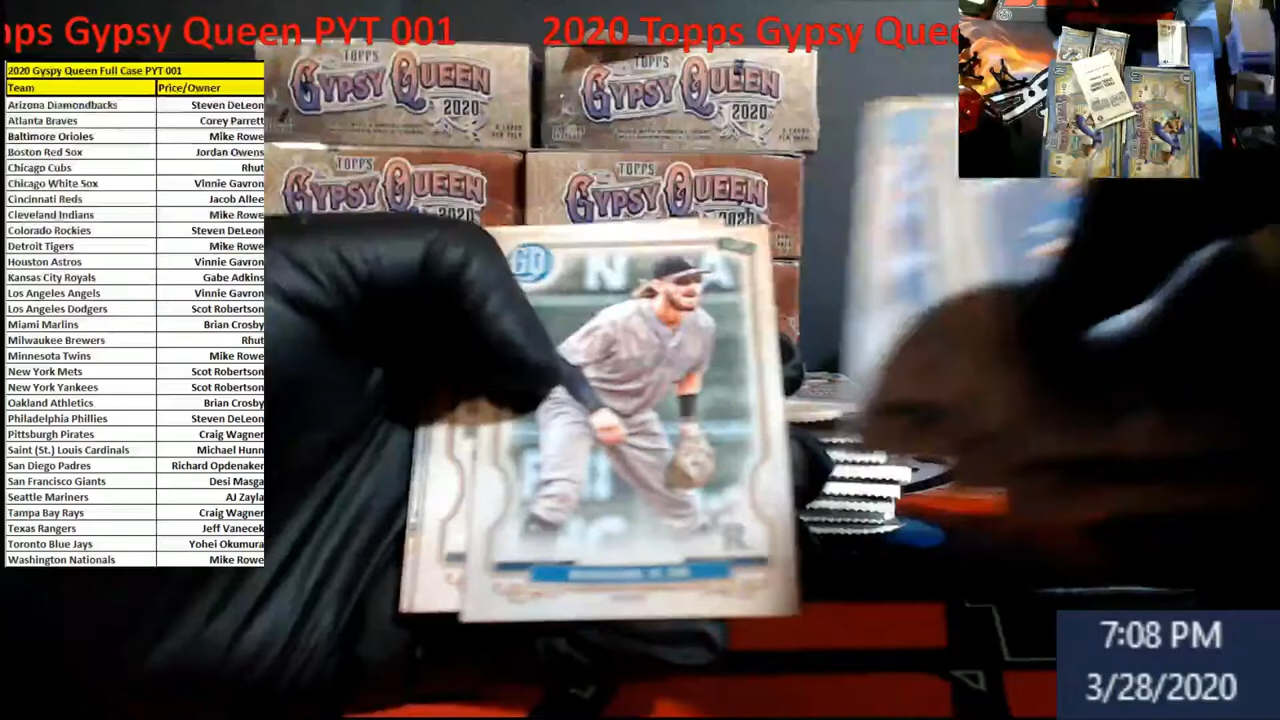 ps Gypsy Queen PYT 001 2020 Topps Gypsy Quee
2020 Gyspy Queen Full Case PYT 001
Team Price/Owner
Arizona Diamondbacks Steven DeLeon
Atlanta Braves Corey Parrett
Baltimore Orioles Mike Rowe
Boston Red Sox Jordan Owens
Chicago Cubs Rhut
Chicago White Sox Vinnie Gavron
Cincinnati Reds Jacob Allee
Cleveland Indians Mike Rowe
Colorado Rockies Steven DeLeon
Detroit Tigers Mike Rowe
Houston Astros Vinnie Gavron
Kansas City Royals Gabe Adkins
Los Angeles Angels Vinnie Gavron
Los Angeles Dodgers Scot Robertson
Miami Marlins Brian Crosby
Milwaukee Brewers Rhut
Minnesota Twins Mike Rowe
New York Mets Scot Robertson
New York Yankees Scot Robertson
Oakland Athletics Brian Crosby
Philadelphia Phillies Steven DeLeon
Pittsburgh Pirates Craig Wagner
Saint (St.) Louis Cardinals Michael Hunn
San Diego Padres Richard Opdenaker
San Francisco Giants Desi Masga
Seattle Mariners AJ Zayla
Tampa Bay Rays Craig Wagner
Texas Rangers Jeff Vanecek
Toronto Blue Jays Yohei Okumura
Washington Nationals Mike Rowe
TOPPS
GYPSY QUEEN
2020
TOPPS
GYPSY QUEEN
2020
TOPPS
GYPSY QUEEN
2020
TOPPS
GYPSY QUEEN
2020
GQ
N A
7:08 PM
3/28/2020